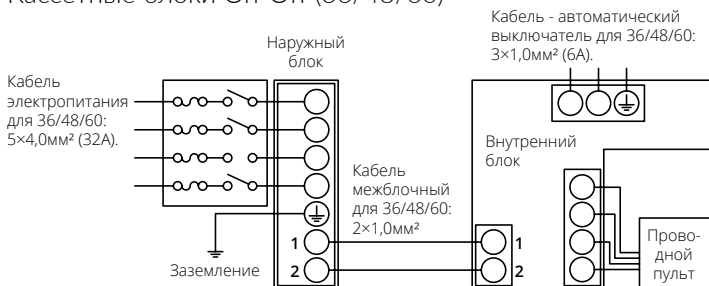 Кассетные блоки On-Off (36/48/60)
Кабель - автоматический
выключатель для 36/48/60:
3×1,0мм² (6А).
Наружный
блок
Кабель
электропитания
для 36/48/60:
5×4,0мм² (32А).
Внутренний
блок
Кабель
межблочный
для 36/48/60:
2×1,0мм²
1
2
1
2
Заземление
Прово-
дной
пульт